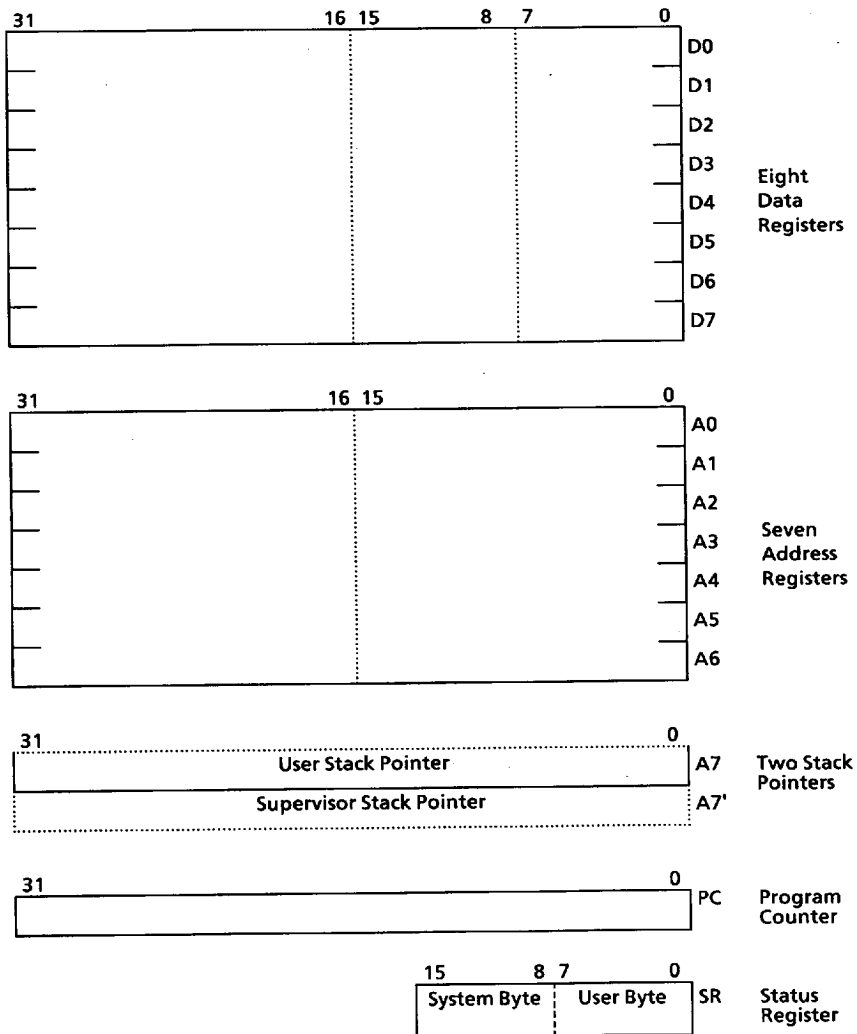 31 16 15 8 7 0
D0
D1
D2
D3
D4
D5
D6
D7
Eight
Data
Registers
31 16 15 0
A0
A1
A2
A3
A4
A5
A6
Seven
Address
Registers
31 0
User Stack Pointer A7
Supervisor Stack Pointer A7'
Two Stack
Pointers
31 0
PC
Program
Counter
15 8 7 0
System Byte User Byte SR
Status
Register